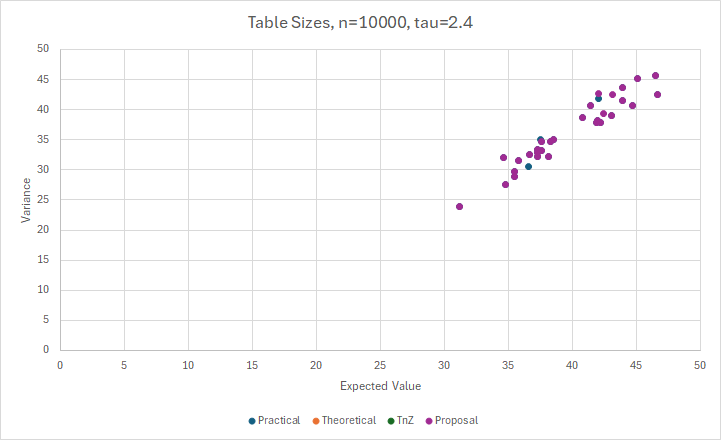 Table Sizes, n=10000, tau=2.4
50
45
40
35
30
25
20
15
10
5
0
Variance
0 5 10 15 20 25 30 35 40 45 50
Expected Value
Practical Theoretical TnZ Proposal